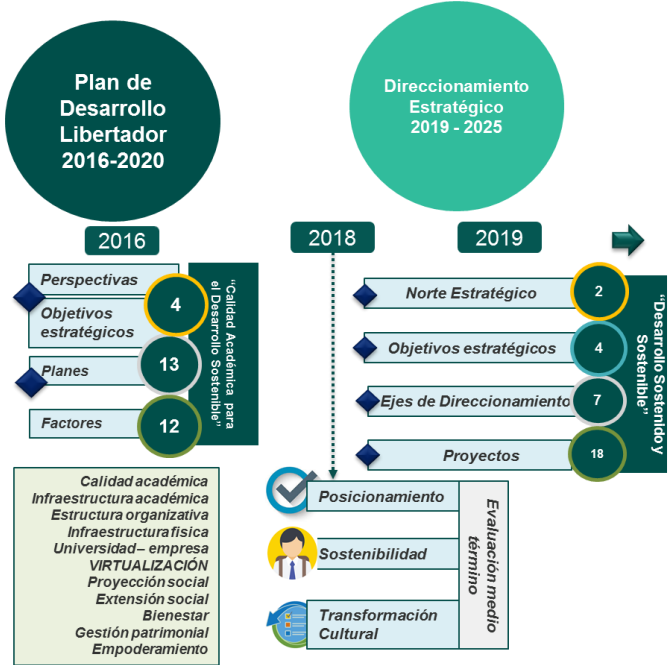 Plan de
Desarrollo
Libertador
2016-2020
Direccionamiento
Estratégico
2019 - 2025
2016
2018
2019
Perspectivas
Objetivos
estratégicos
4
Planes
13
Factores
12
“Calidad Académica para
el Desarrollo Sostenible”
Norte Estratégico
2
Objetivos estratégicos
4
Ejes de Direccionamiento
7
Proyectos
18
“Desarrollo Sostenido y
Sostenible”
Calidad académica
Infraestructura académica
Estructura organizativa
Infraestructura física
Universidad– empresa
VIRTUALIZACIÓN
Proyección social
Extensión social
Bienestar
Gestión patrimonial
Empoderamiento
Posicionamiento
Sostenibilidad
Transformación
Cultural
Evaluación medio
término